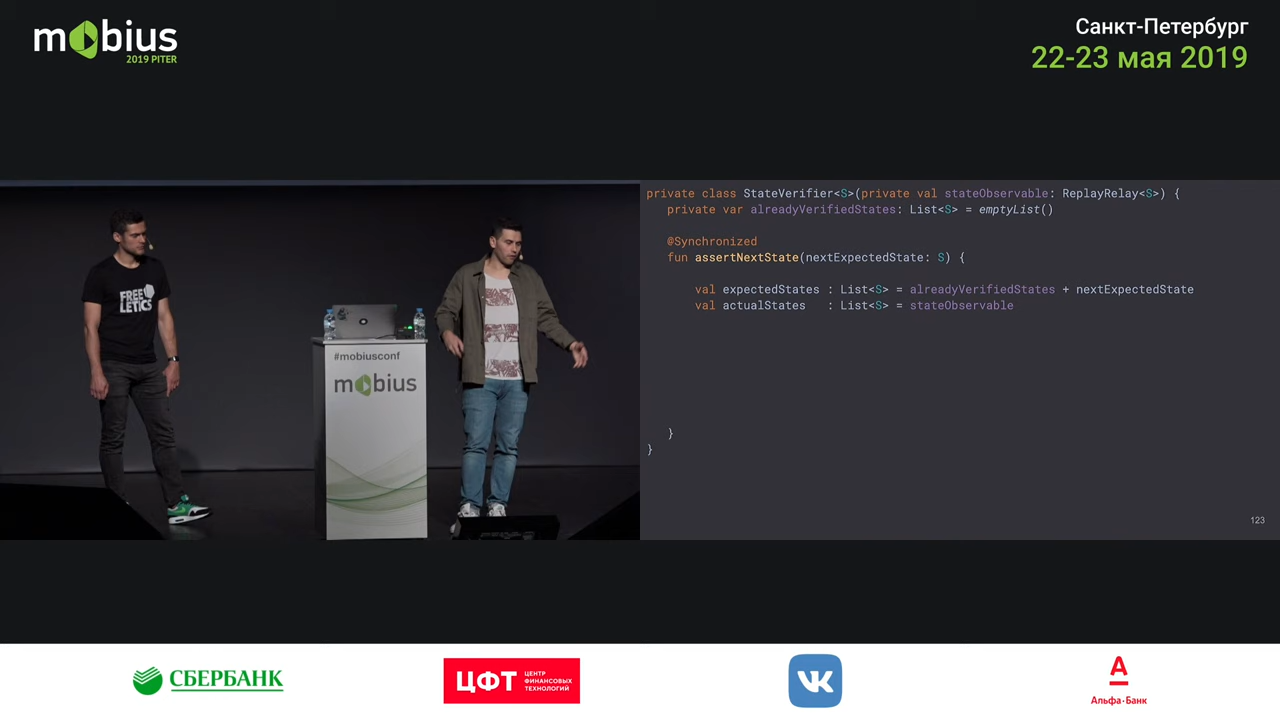 mobius
2019 PITER
Санкт-Петербург
22-23 мая 2019
FREE
LETICS
#mobiusconf
mobius
private class StateVerifier<S>(private val stateObservable: ReplayRelay<S>) {
private var alreadyVerifiedStates: List<S> = emptyList()
@Synchronized
fun assertNextState(nextExpectedState: S) {
val expectedStates : List<S> = alreadyVerifiedStates + nextExpectedState
val actualStates : List<S> = stateObservable
}
}
123
СБЕРБАНК
ЦФТ
ЦЕНТР
ФИНАНСОВЫХ
ТЕХНОЛОГИЙ
VK
А
Альфа·Банк